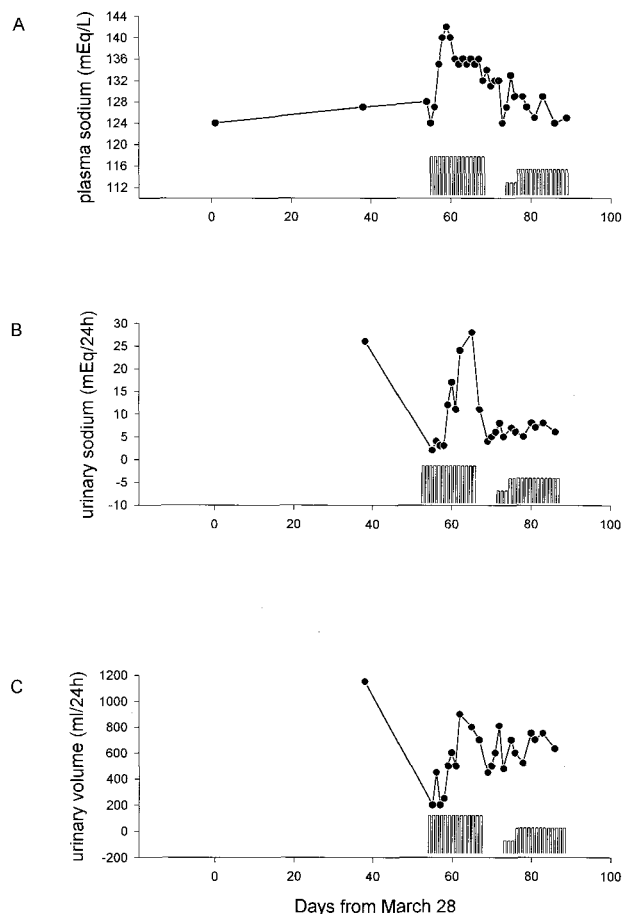 A
plasma sodium (mEq/L)
144
140
136
132
128
124
120
116
112
0 20 40 60 80 100
B
urinary sodium (mEq/24h)
30
25
20
15
10
5
0
-5
-10
0 20 40 60 80 100
C
urinary volume (ml/24h)
1200
1000
800
600
400
200
0
-200
0 20 40 60 80 100
Days from March 28